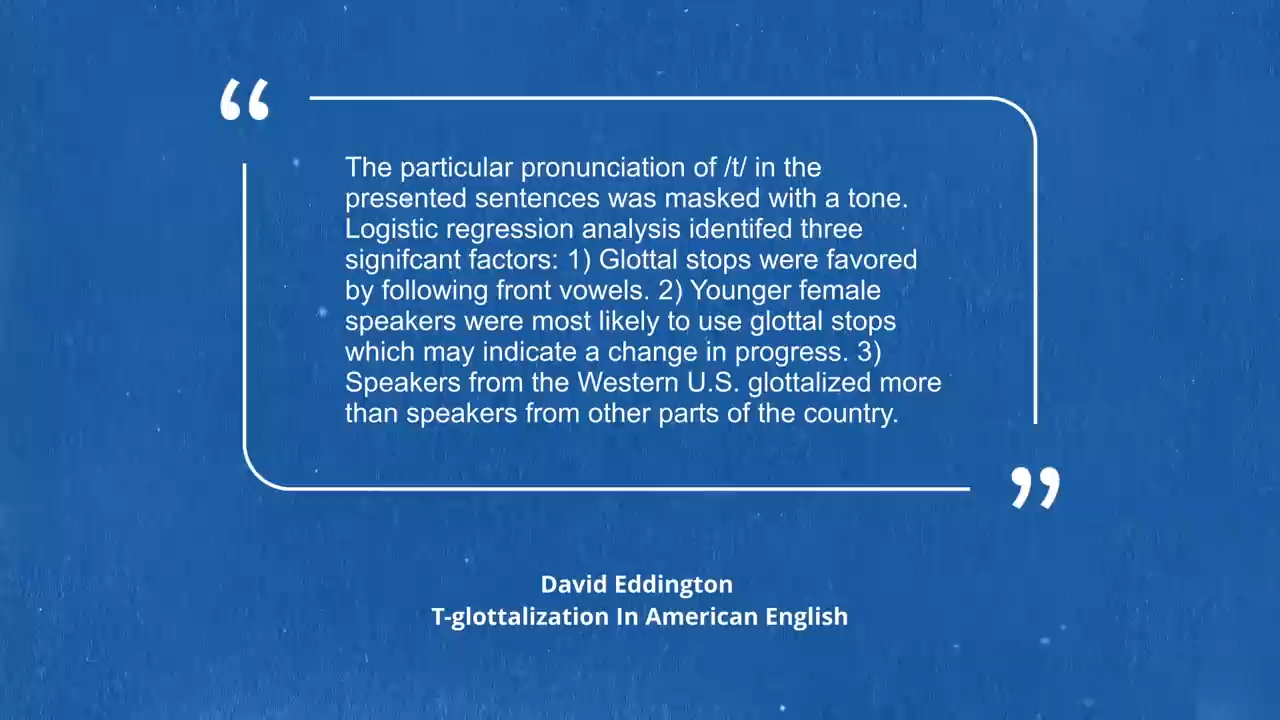 “
The particular pronunciation of /t/ in the
presented sentences was masked with a tone.
Logistic regression analysis identifed three
signifcant factors: 1) Glottal stops were favored
by following front vowels. 2) Younger female
speakers were most likely to use glottal stops
which may indicate a change in progress. 3)
Speakers from the Western U.S. glottalized more
than speakers from other parts of the country.
”
David Eddington
T-glottalization In American English